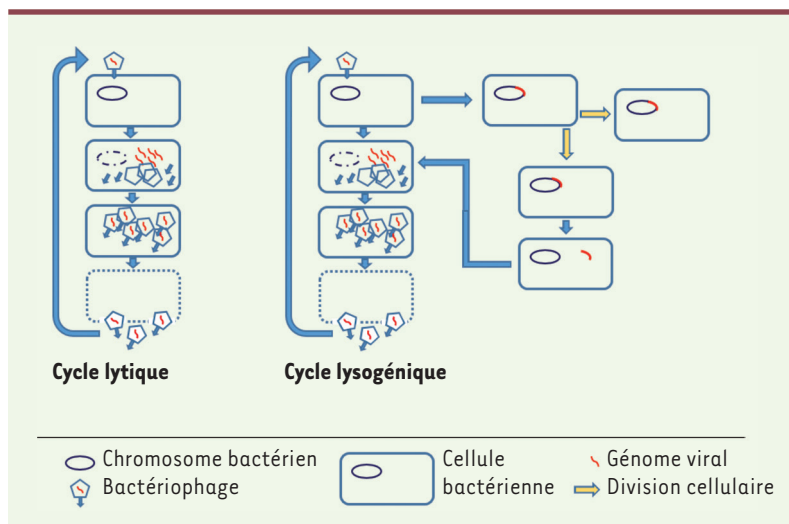 Cycle lytique
Cycle lysogénique
Chromosome bactérien
Bactériophage
Cellule
bactérienne
Génome viral
Division cellulaire